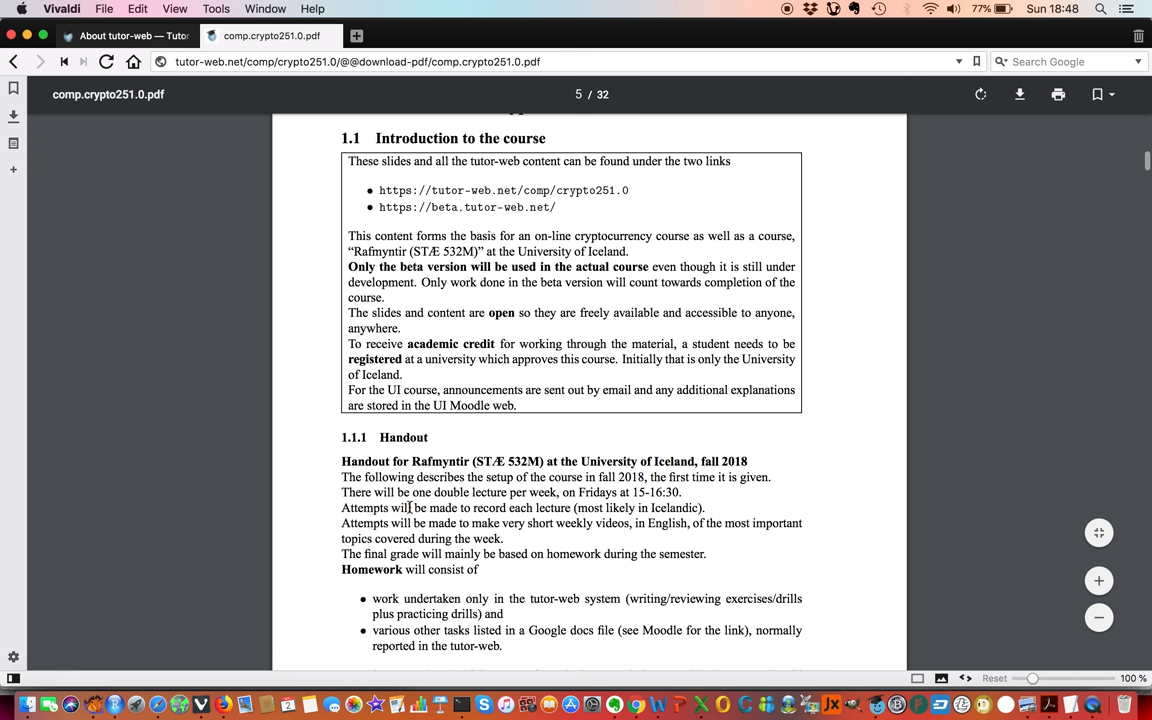 Vivaldi File Edit View Tools Window Help 77% Sun 18:48
About tutor-web — Tutor comp.crypto251.0.pdf
tutor-web.net/comp/crypto251.0/@@download-pdf/comp.crypto251.0.pdf Search Google
comp.crypto251.0.pdf 5 / 32
1.1 Introduction to the course
These slides and all the tutor-web content can be found under the two links
• https://tutor-web.net/comp/crypto251.0
• https://beta.tutor-web.net/
This content forms the basis for an on-line cryptocurrency course as well as a course,
“Rafmyntir (STÆ 532M)” at the University of Iceland.
Only the beta version will be used in the actual course even though it is still under
development. Only work done in the beta version will count towards completion of the
course.
The slides and content are open so they are freely available and accessible to anyone,
anywhere.
To receive academic credit for working through the material, a student needs to be
registered at a university which approves this course. Initially that is only the University
of Iceland.
For the UI course, announcements are sent out by email and any additional explanations
are stored in the UI Moodle web.
1.1.1 Handout
Handout for Rafmyntir (STÆ 532M) at the University of Iceland, fall 2018
The following describes the setup of the course in fall 2018, the first time it is given.
There will be one double lecture per week, on Fridays at 15-16:30.
Attempts will be made to record each lecture (most likely in Icelandic).
Attempts will be made to make very short weekly videos, in English, of the most important
topics covered during the week.
The final grade will mainly be based on homework during the semester.
Homework will consist of
• work undertaken only in the tutor-web system (writing/reviewing exercises/drills
plus practicing drills) and
• various other tasks listed in a Google docs file (see Moodle for the link), normally
reported in the tutor-web.
Reset 100 %